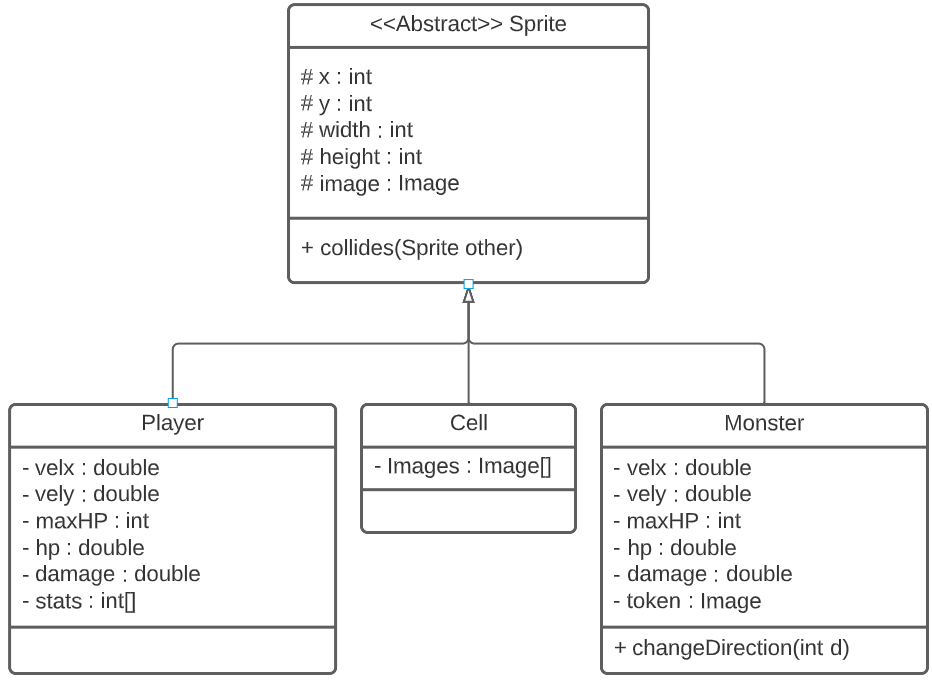 <<Abstract>> Sprite
# x : int
# y : int
# width : int
# height : int
# image : Image
+ collides(Sprite other)
Player
- velx : double
- vely : double
- maxHP : int
- hp : double
- damage : double
- stats : int[]
Cell
- Images : Image[]
Monster
- velx : double
- vely : double
- maxHP : int
- hp : double
- damage : double
- token : Image
+ changeDirection(int d)